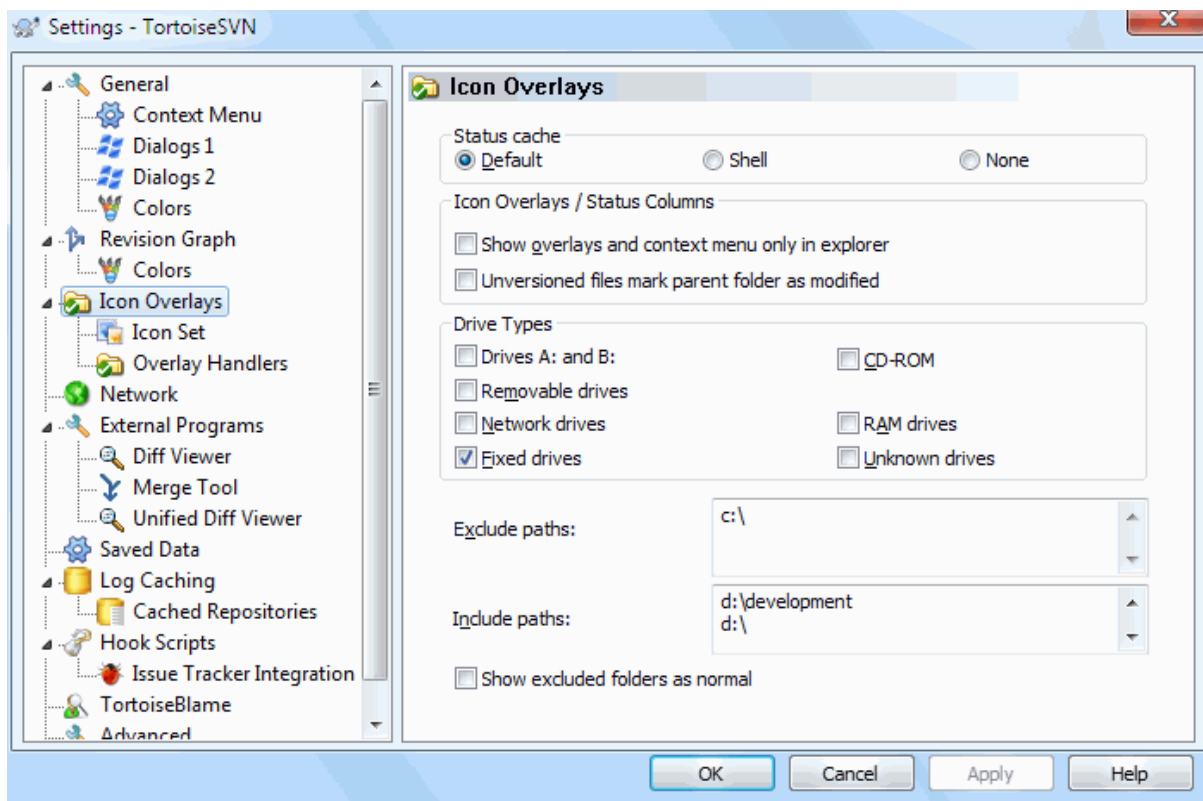 Settings - TortoiseSVN
General
Context Menu
Dialogs 1
Dialogs 2
Colors
Revision Graph
Colors
Icon Overlays
Icon Set
Overlay Handlers
Network
External Programs
Diff Viewer
Merge Tool
Unified Diff Viewer
Saved Data
Log Caching
Cached Repositories
Hook Scripts
Issue Tracker Integration
TortoiseBlame
Advanced
Icon Overlays
Status cache
Default Shell None
Icon Overlays / Status Columns
Show overlays and context menu only in explorer
Unversioned files mark parent folder as modified
Drive Types
Drives A: and B: CD-ROM
Removable drives
Network drives RAM drives
Fixed drives Unknown drives
Exclude paths: c:\
Include paths: d:\development
d:\
Show excluded folders as normal
OK Cancel Apply Help